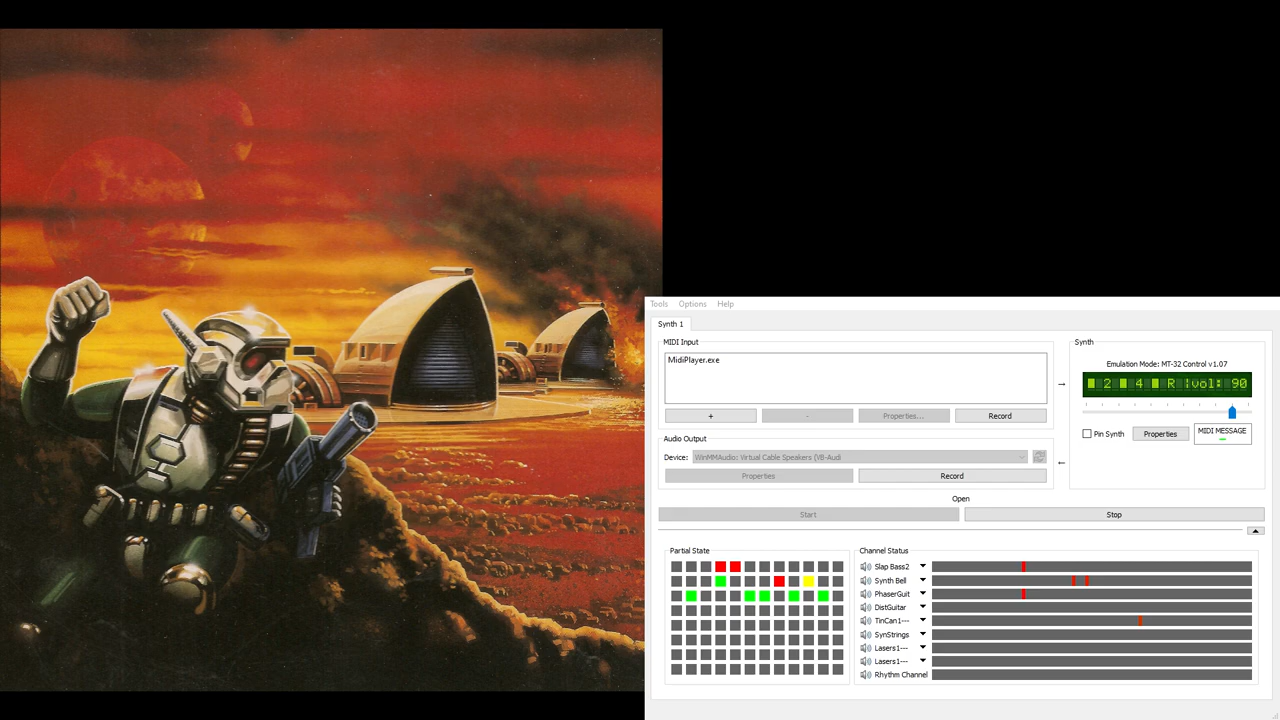 Tools Options Help
Synth 1
MIDI Input
MidiPlayer.exe
+ - Properties... Record
Audio Output
Device: WinMMAudio: Virtual Cable Speakers (VB-Audi
Properties Record
Synth
Emulation Mode: MT-32 Control v1.07
2 4 R |vol: 90
Pin Synth Properties MIDI MESSAGE
Open
Start Stop
Partial State
Channel Status
Slap Bass2
Synth Bell
PhaserGuit
DistGuitar
TinCan1---
SynStrings
Lasers1---
Lasers1---
Rhythm Channel